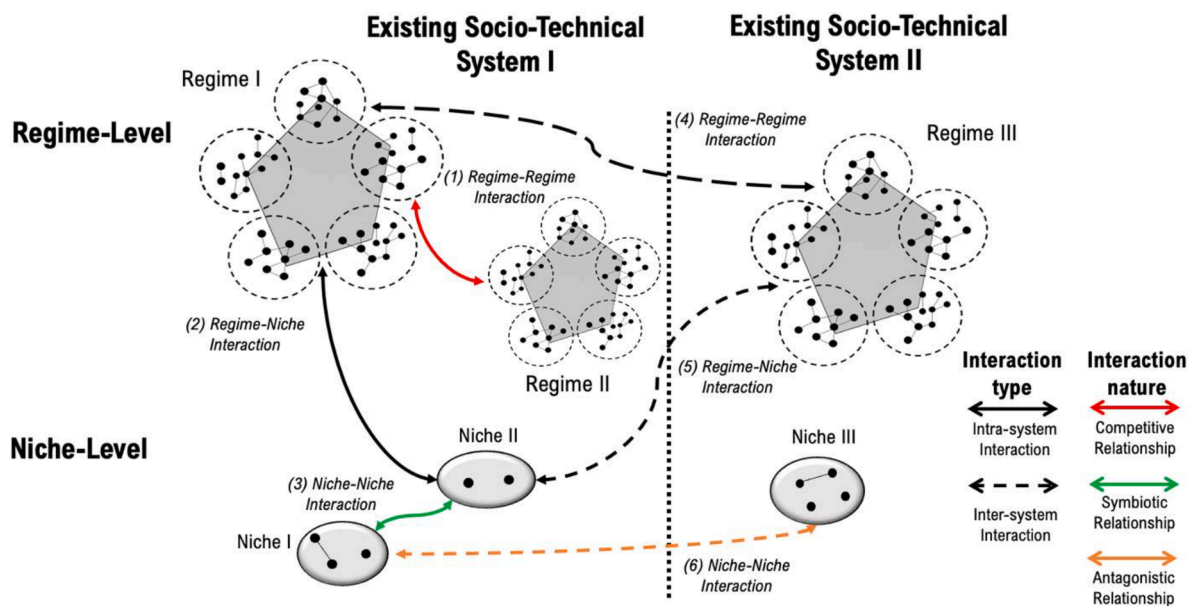 Existing Socio-Technical
System I
Existing Socio-Technical
System II
Regime I
Regime-Level
(4) Regime-Regime
Interaction
Regime III
(1) Regime-Regime
Interaction
(2) Regime-Niche
Interaction
Regime II
(5) Regime-Niche
Interaction
Interaction
type
Interaction
nature
Intra-system
Interaction
Competitive
Relationship
Niche-Level
Niche II
Niche III
(3) Niche-Niche
Interaction
Inter-system
Interaction
Symbiotic
Relationship
Niche I
(6) Niche-Niche
Interaction
Antagonistic
Relationship